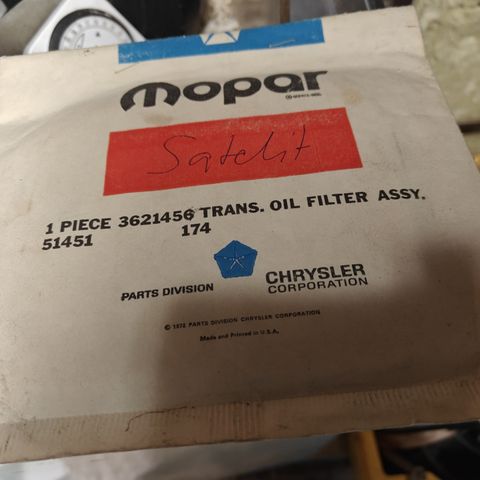 Mopar
Satelit
1 PIECE 3621456 TRANS. OIL FILTER ASSY.
51451 174
PARTS DIVISION
CHRYSLER
CORPORATION
© 1972 PARTS DIVISION CHRYSLER CORPORATION
Made and Printed in U.S.A.